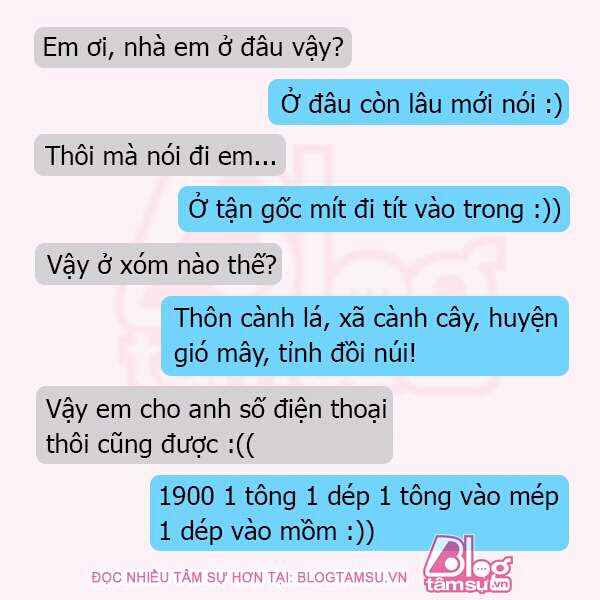 Em ơi, nhà em ở đâu vậy?
Ở đâu còn lâu mới nói :)
Thôi mà nói đi em...
Ở tận gốc mít đi tít vào trong :))
Vậy ở xóm nào thế?
Thôn cành lá, xã cành cây, huyện
gió mây, tỉnh đồi núi!
Vậy em cho anh số điện thoại
thôi cũng được :((
1900 1 tông 1 dép 1 tông vào mép
1 dép vào mồm :))
ĐỌC NHIỀU TÂM SỰ HƠN TẠI: BLOGTAMSU.VN
Blog
tâmsự.vn